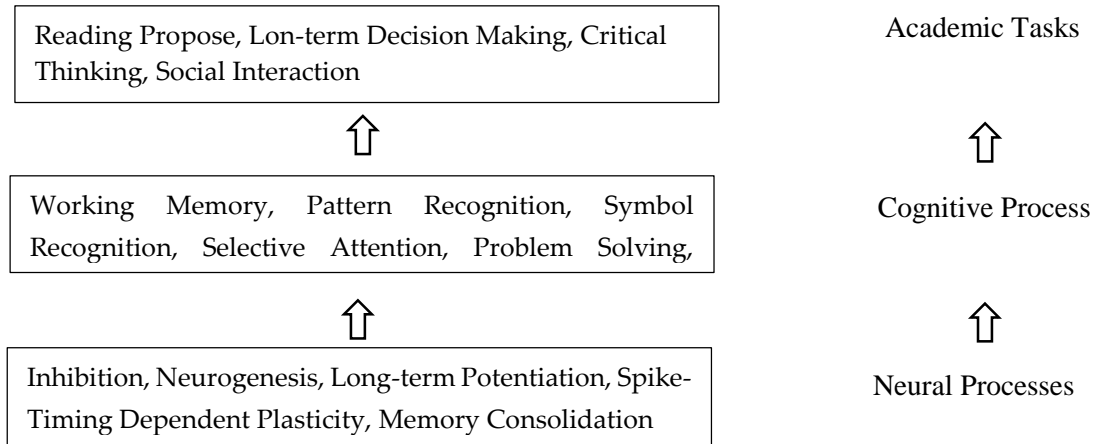 Reading Propose, Lon-term Decision Making, Critical
Thinking, Social Interaction
Academic Tasks
Working Memory, Pattern Recognition, Symbol
Recognition, Selective Attention, Problem Solving,
Cognitive Process
Inhibition, Neurogenesis, Long-term Potentiation, Spike-
Timing Dependent Plasticity, Memory Consolidation
Neural Processes